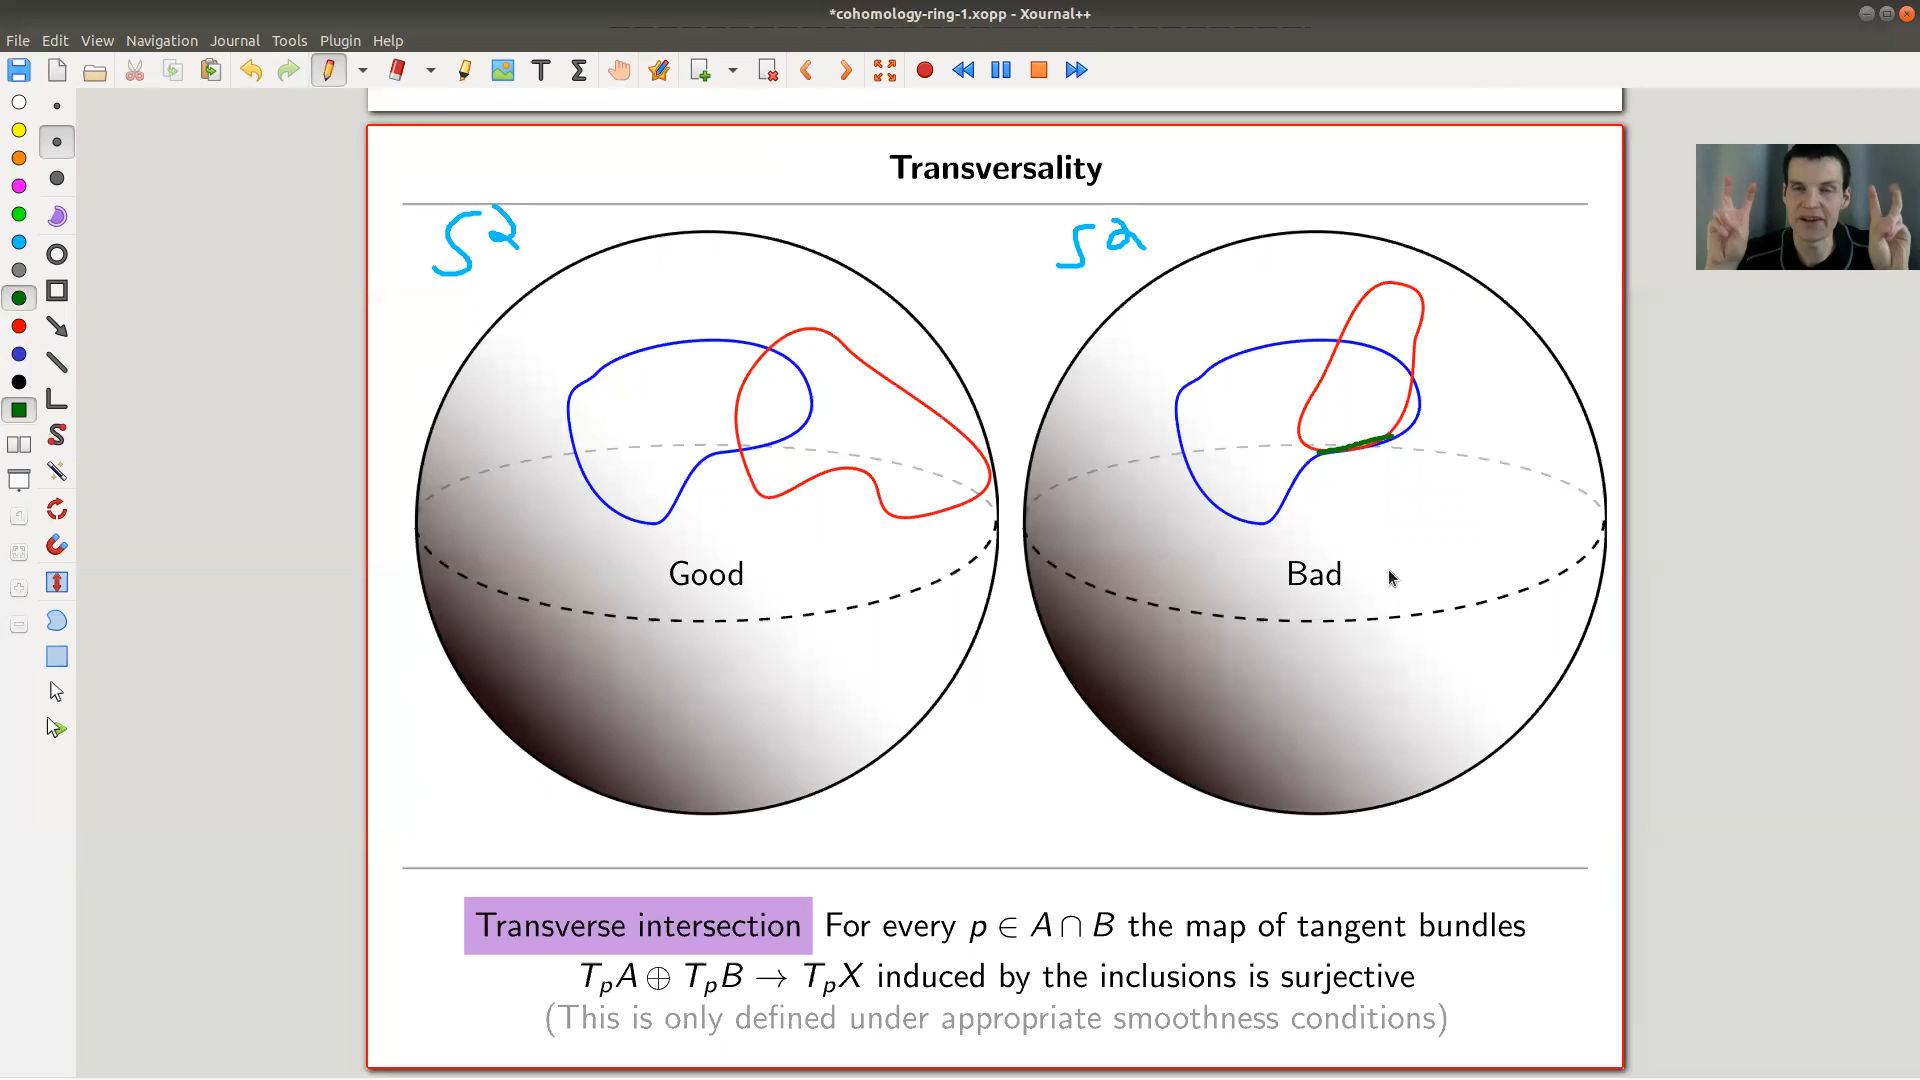 *cohomology-ring-1.xopp - Xournal++
File Edit View Navigation Journal Tools Plugin Help
Transversality
S² S²
Good Bad
Transverse intersection For every p ∈ A ∩ B the map of tangent bundles
TₚA ⊕ TₚB → TₚX induced by the inclusions is surjective
(This is only defined under appropriate smoothness conditions)